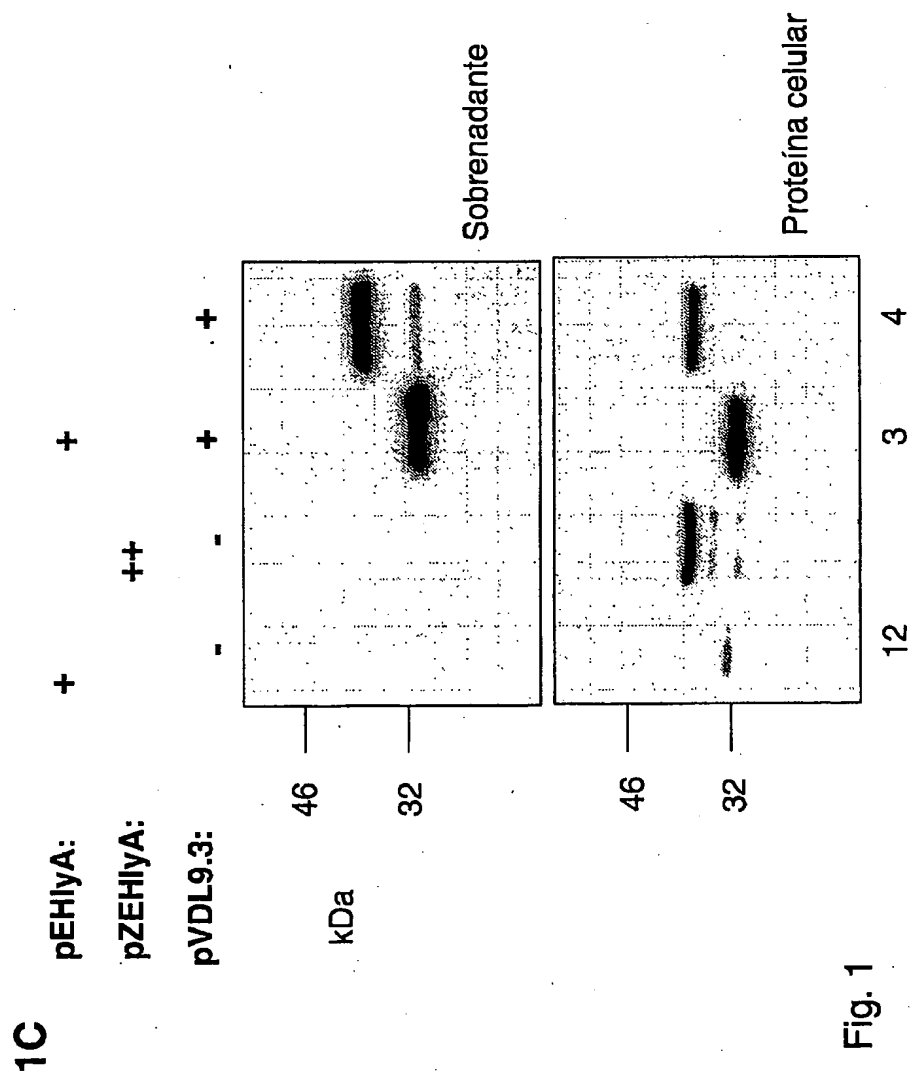 1C
pEHlyA: + +
pZEHlyA: ++
pVDL9.3: - - + +
kDa
46
32
Sobrenadante
46
32
Proteína celular
12 3 4
Fig. 1